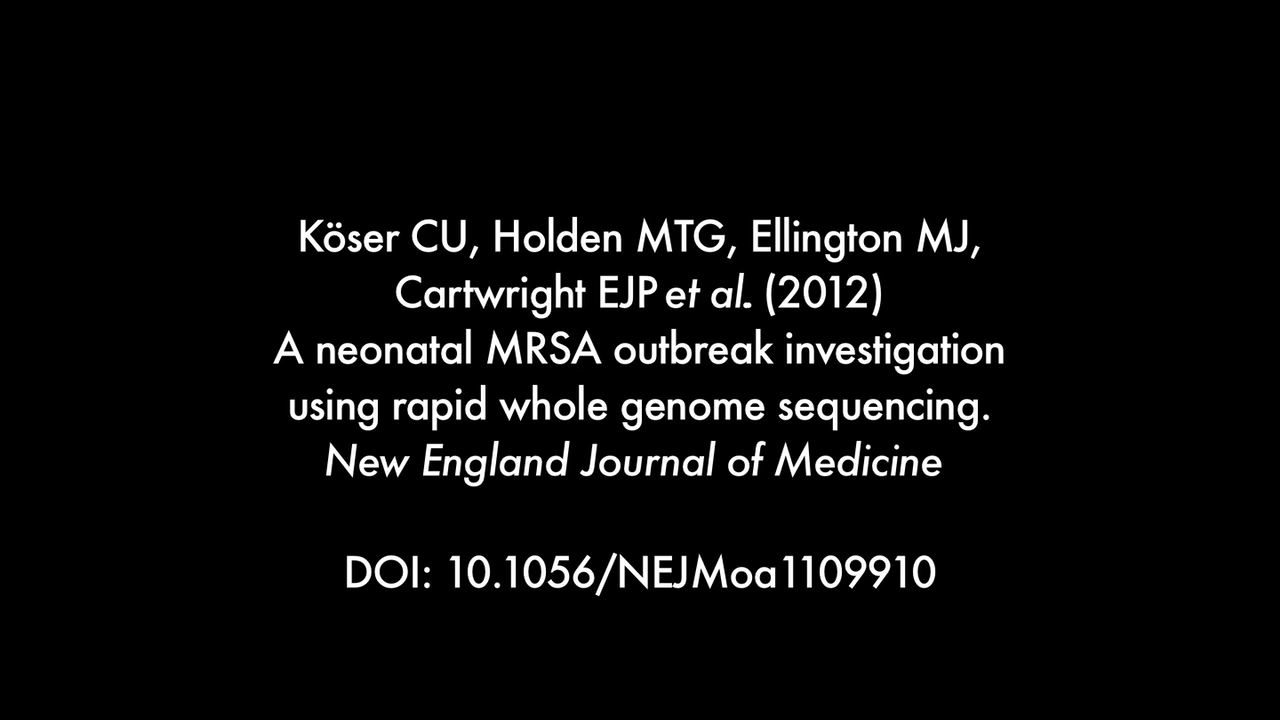 Köser CU, Holden MTG, Ellington MJ,
Cartwright EJP et al. (2012)
A neonatal MRSA outbreak investigation
using rapid whole genome sequencing.
New England Journal of Medicine
DOI: 10.1056/NEJMoa1109910